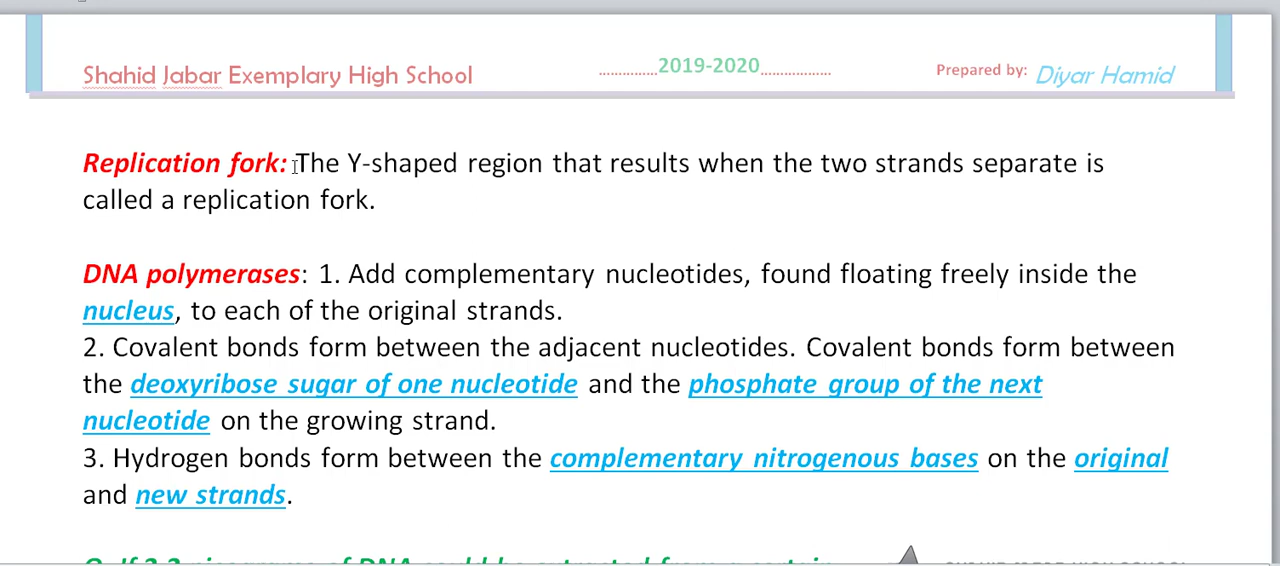 Shahid Jabar Exemplary High School ..............2019-2020................. Prepared by: Diyar Hamid
Replication fork: The Y-shaped region that results when the two strands separate is
called a replication fork.
DNA polymerases: 1. Add complementary nucleotides, found floating freely inside the
nucleus, to each of the original strands.
2. Covalent bonds form between the adjacent nucleotides. Covalent bonds form between
the deoxyribose sugar of one nucleotide and the phosphate group of the next
nucleotide on the growing strand.
3. Hydrogen bonds form between the complementary nitrogenous bases on the original
and new strands.